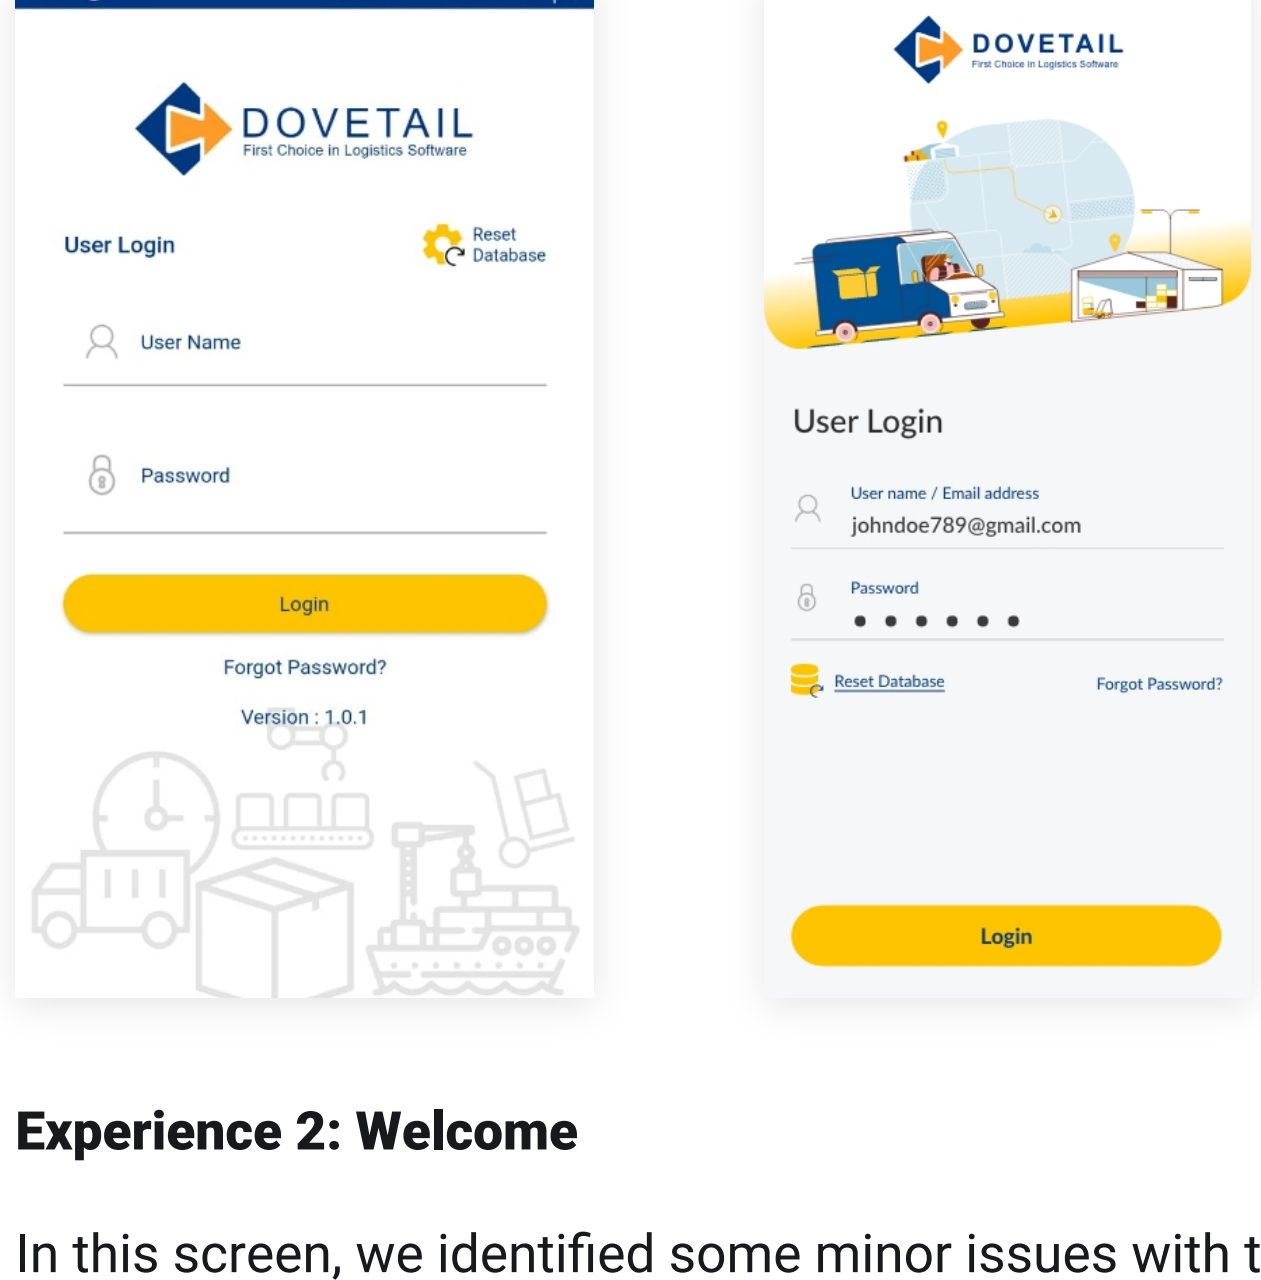 DOVETAIL
First Choice in Logistics Software
User Login
Reset
Database
User Name
Password
Login
Forgot Password?
Version : 1.0.1
DOVETAIL
First Choice in Logistics Software
User Login
User name / Email address
johndoe789@gmail.com
Password
Reset Database
Forgot Password?
Login
Experience 2: Welcome
In this screen, we identified some minor issues with t